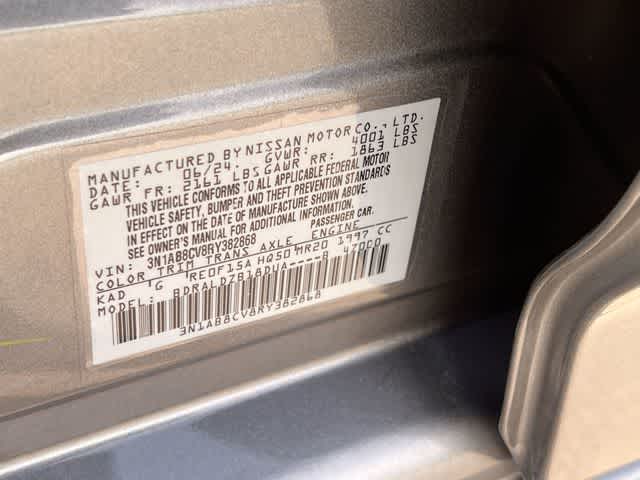 MANUFACTURED BY NISSAN MOTOR CO., LTD.
DATE: 06/24. GVWR: 4001 LBS
GAWR FR: 2161 LBS GAWR RR: 1863 LBS
THIS VEHICLE CONFORMS TO ALL APPLICABLE FEDERAL MOTOR
VEHICLE SAFETY, BUMPER AND THEFT PREVENTION STANDARDS
IN EFFECT ON THE DATE OF MANUFACTURE SHOWN ABOVE.
SEE OWNER'S MANUAL FOR ADDITIONAL INFORMATION.
VIN: 3N1AB8CV8RY382868 PASSENGER CAR.
COLOR TRIM TRANS AXLE ENGINE
KAD G RE0F15A HQ50 MR20 1997 CC
MODEL: BDRALDZB18DUA----B 47000
3N1AB8CV8RY382868